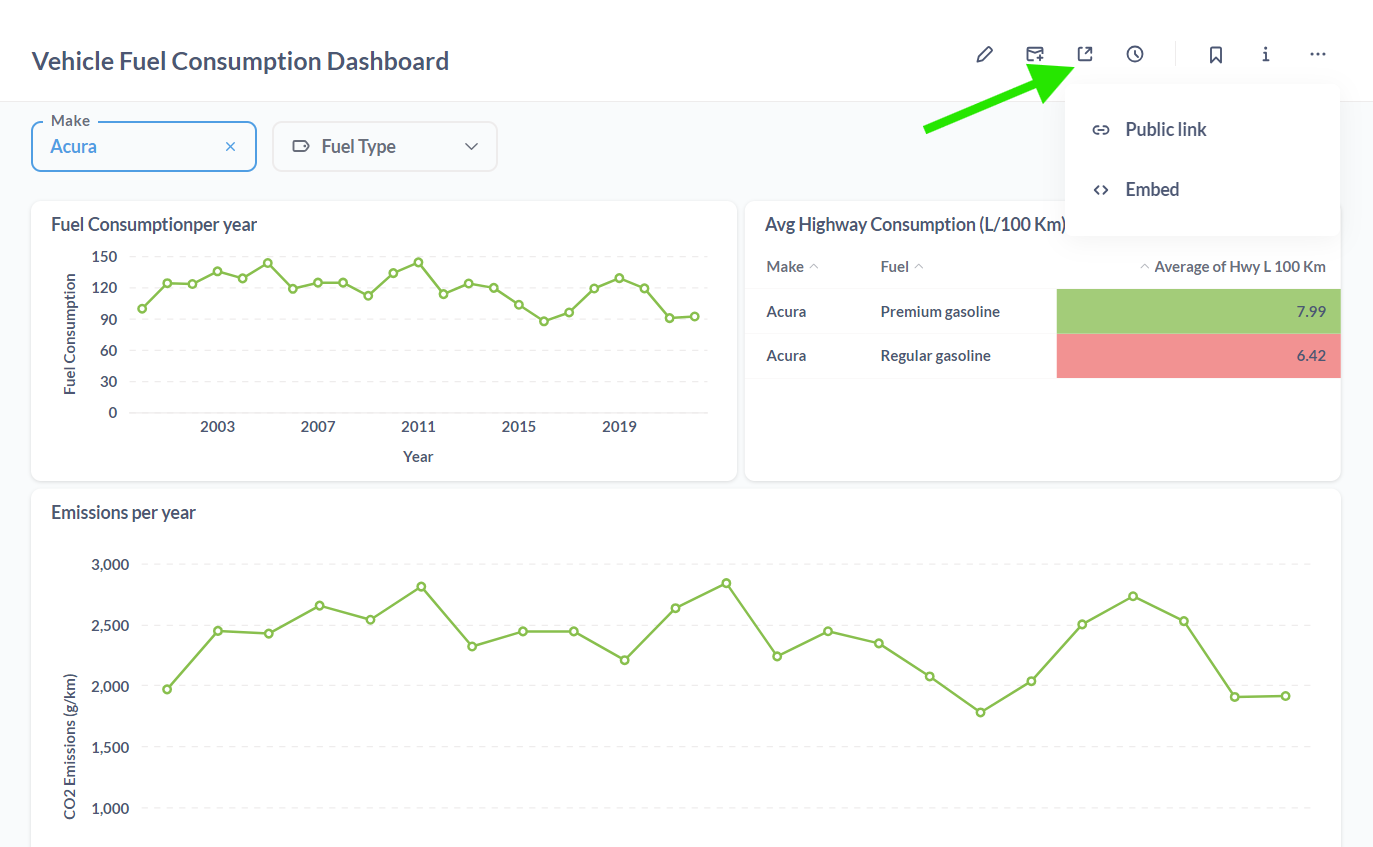 Vehicle Fuel Consumption Dashboard
Make
Acura
Fuel Type
Public link
Embed
Fuel Consumptionper year
150
120
90
60
30
0
Fuel Consumption
2003 2007 2011 2015 2019
Year
Avg Highway Consumption (L/100 Km)
Make Fuel Average of Hwy L 100 Km
Acura Premium gasoline 7.99
Acura Regular gasoline 6.42
Emissions per year
3,000
2,500
2,000
1,500
1,000
CO2 Emissions (g/km)